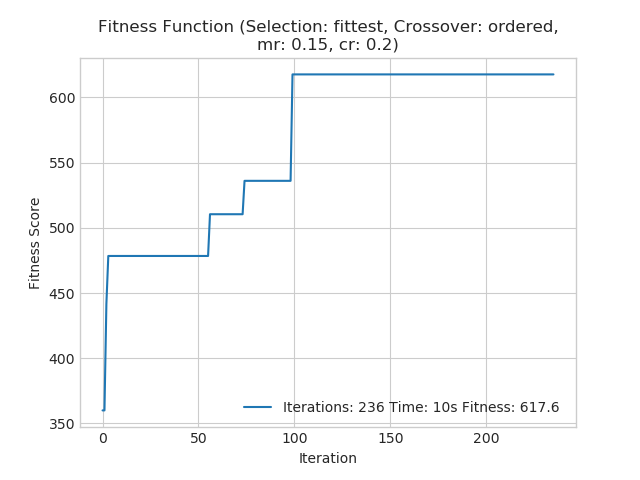 Fitness Function (Selection: fittest, Crossover: ordered,
mr: 0.15, cr: 0.2)
600
550
500
450
400
350
Fitness Score
Iterations: 236 Time: 10s Fitness: 617.6
0 50 100 150 200
Iteration